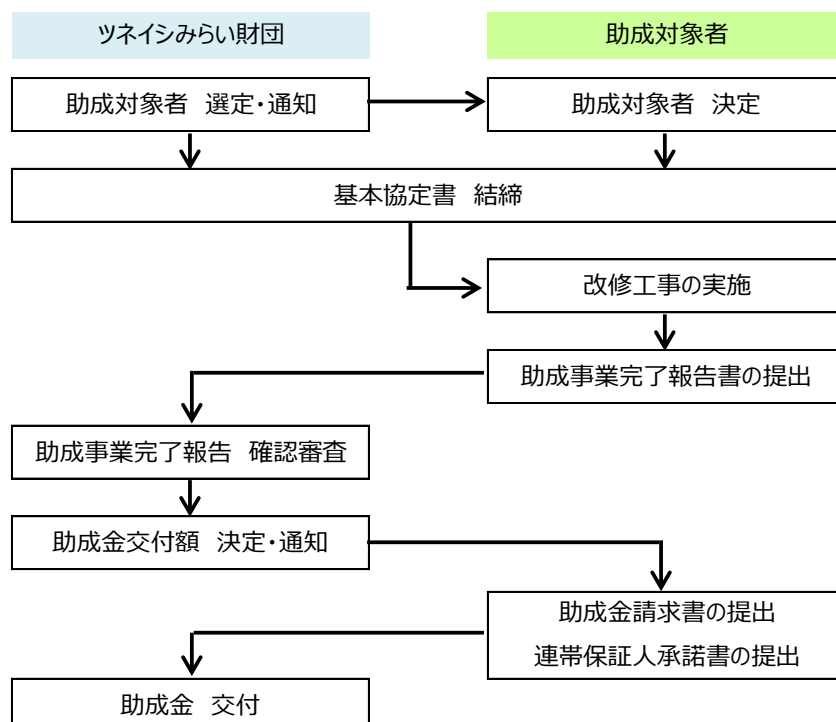 ツネイシみらい財団
助成対象者
助成対象者　選定・通知
助成対象者　決定
基本協定書　結締
改修工事の実施
助成事業完了報告書の提出
助成事業完了報告　確認審査
助成金交付額　決定・通知
助成金請求書の提出
連帯保証人承諾書の提出
助成金　交付